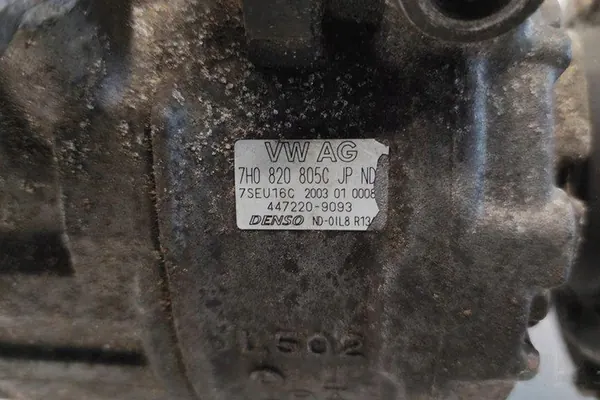 VW AG
7H0 820 805C JP ND
7SEU16C 2003 01 0008
447220-9093
DENSO ND-OIL8 R134
L502